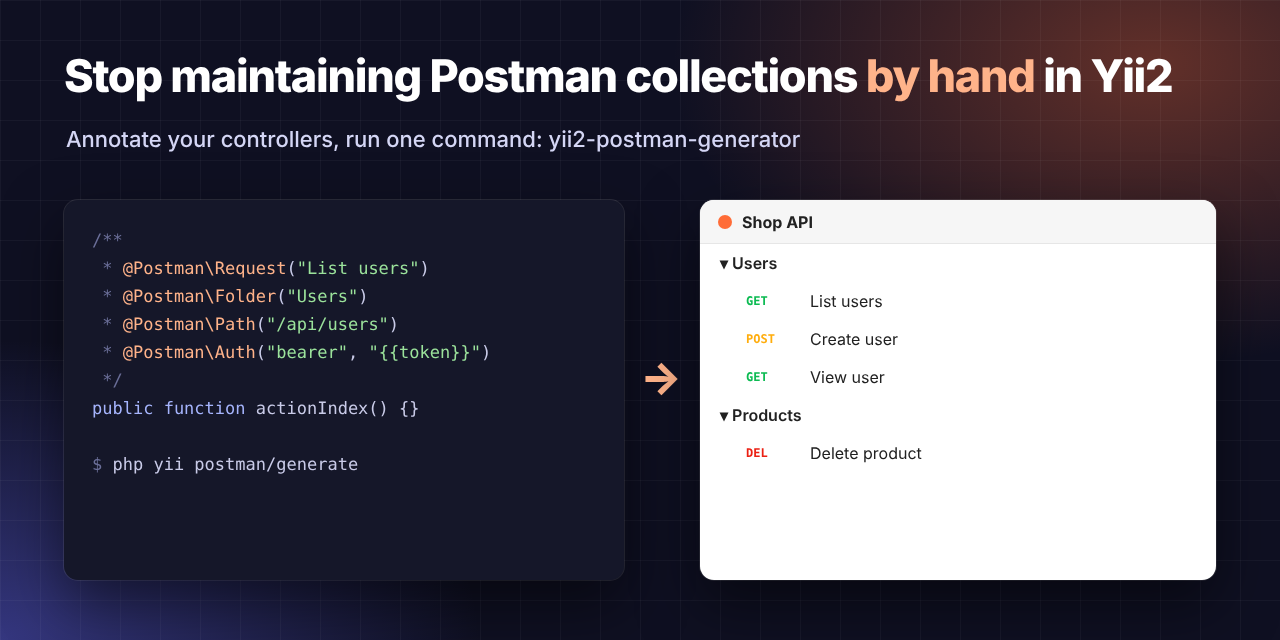 Stop maintaining Postman collections by hand in Yii2
Annotate your controllers, run one command: yii2-postman-generator
/**
 * @Postman\Request("List users")
 * @Postman\Folder("Users")
 * @Postman\Path("/api/users")
 * @Postman\Auth("bearer", "{{token}}")
 */
public function actionIndex() {}
$ php yii postman/generate
→
Shop API
▾ Users
GET List users
POST Create user
GET View user
▾ Products
DEL Delete product